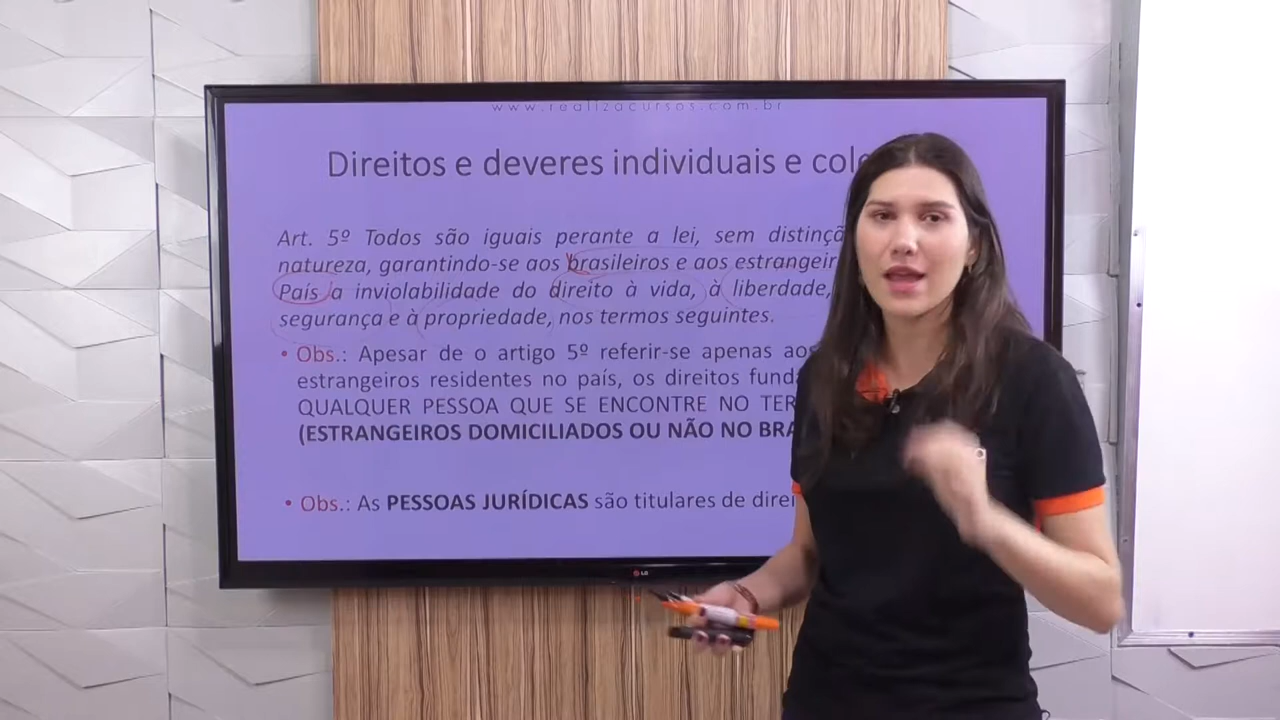 www.realizacursos.com.br
Direitos e deveres individuais e cole
Art. 5º Todos são iguais perante a lei, sem distinçã
natureza, garantindo-se aos brasileiros e aos estrangeir
País a inviolabilidade do direito à vida, à liberdade,
segurança e à propriedade, nos termos seguintes.
• Obs.: Apesar de o artigo 5º referir-se apenas aos
estrangeiros residentes no país, os direitos fund
QUALQUER PESSOA QUE SE ENCONTRE NO TER
(ESTRANGEIROS DOMICILIADOS OU NÃO NO BRA
• Obs.: As PESSOAS JURÍDICAS são titulares de direi
LG